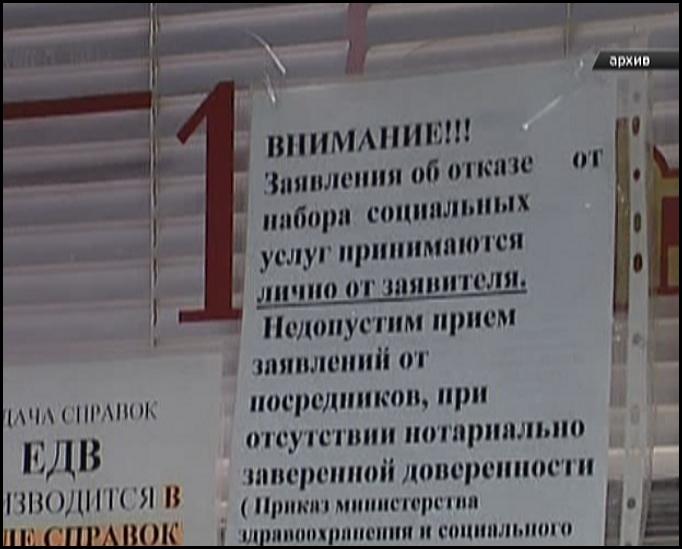 архив
1
ВНИМАНИЕ!!!
Заявления об отказе от
набора социальных
услуг принимаются
лично от заявителя.
Недопустим прием
заявлений от
посредников, при
отсутствии нотариально
заверенной доверенности
( Приказ министерства
здравоохранения и социального
ДАЧА СПРАВОК
ЕДВ
ИЗВОДИТСЯ В
СПРАВОК